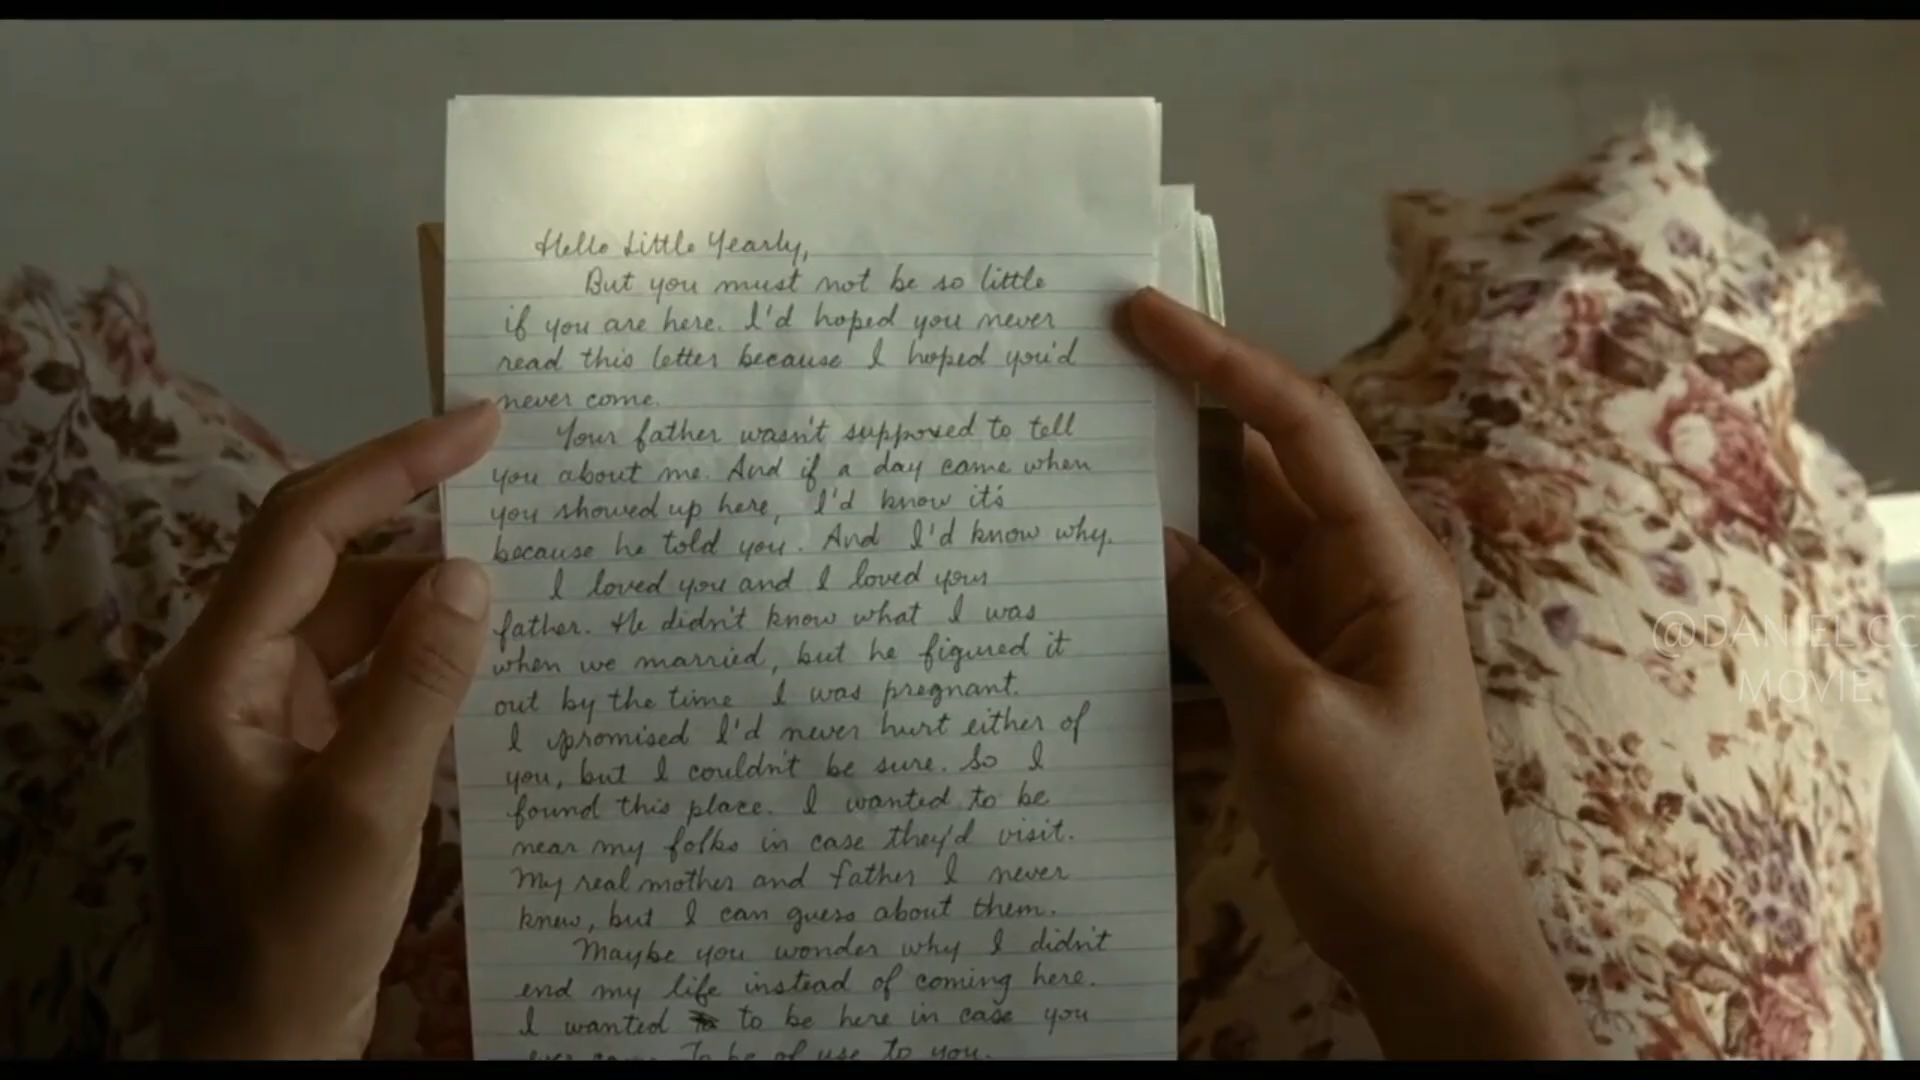 Hello Little Yearly,
But you must not be so little
if you are here. I'd hoped you never
read this letter because I hoped you'd
never come.
Your father wasn't supposed to tell
you about me. And if a day came when
you showed up here, I'd know it's
because he told you. And I'd know why.
I loved you and I loved your
father. He didn't know what I was
when we married, but he figured it
out by the time I was pregnant.
I promised I'd never hurt either of
you, but I couldn't be sure. So I
found this place. I wanted to be
near my folks in case they'd visit.
My real mother and father I never
knew, but I can guess about them.
Maybe you wonder why I didn't
end my life instead of coming here.
I wanted to be here in case you
ever came. To be of use to you.
@DANIEL.CC
MOVIE